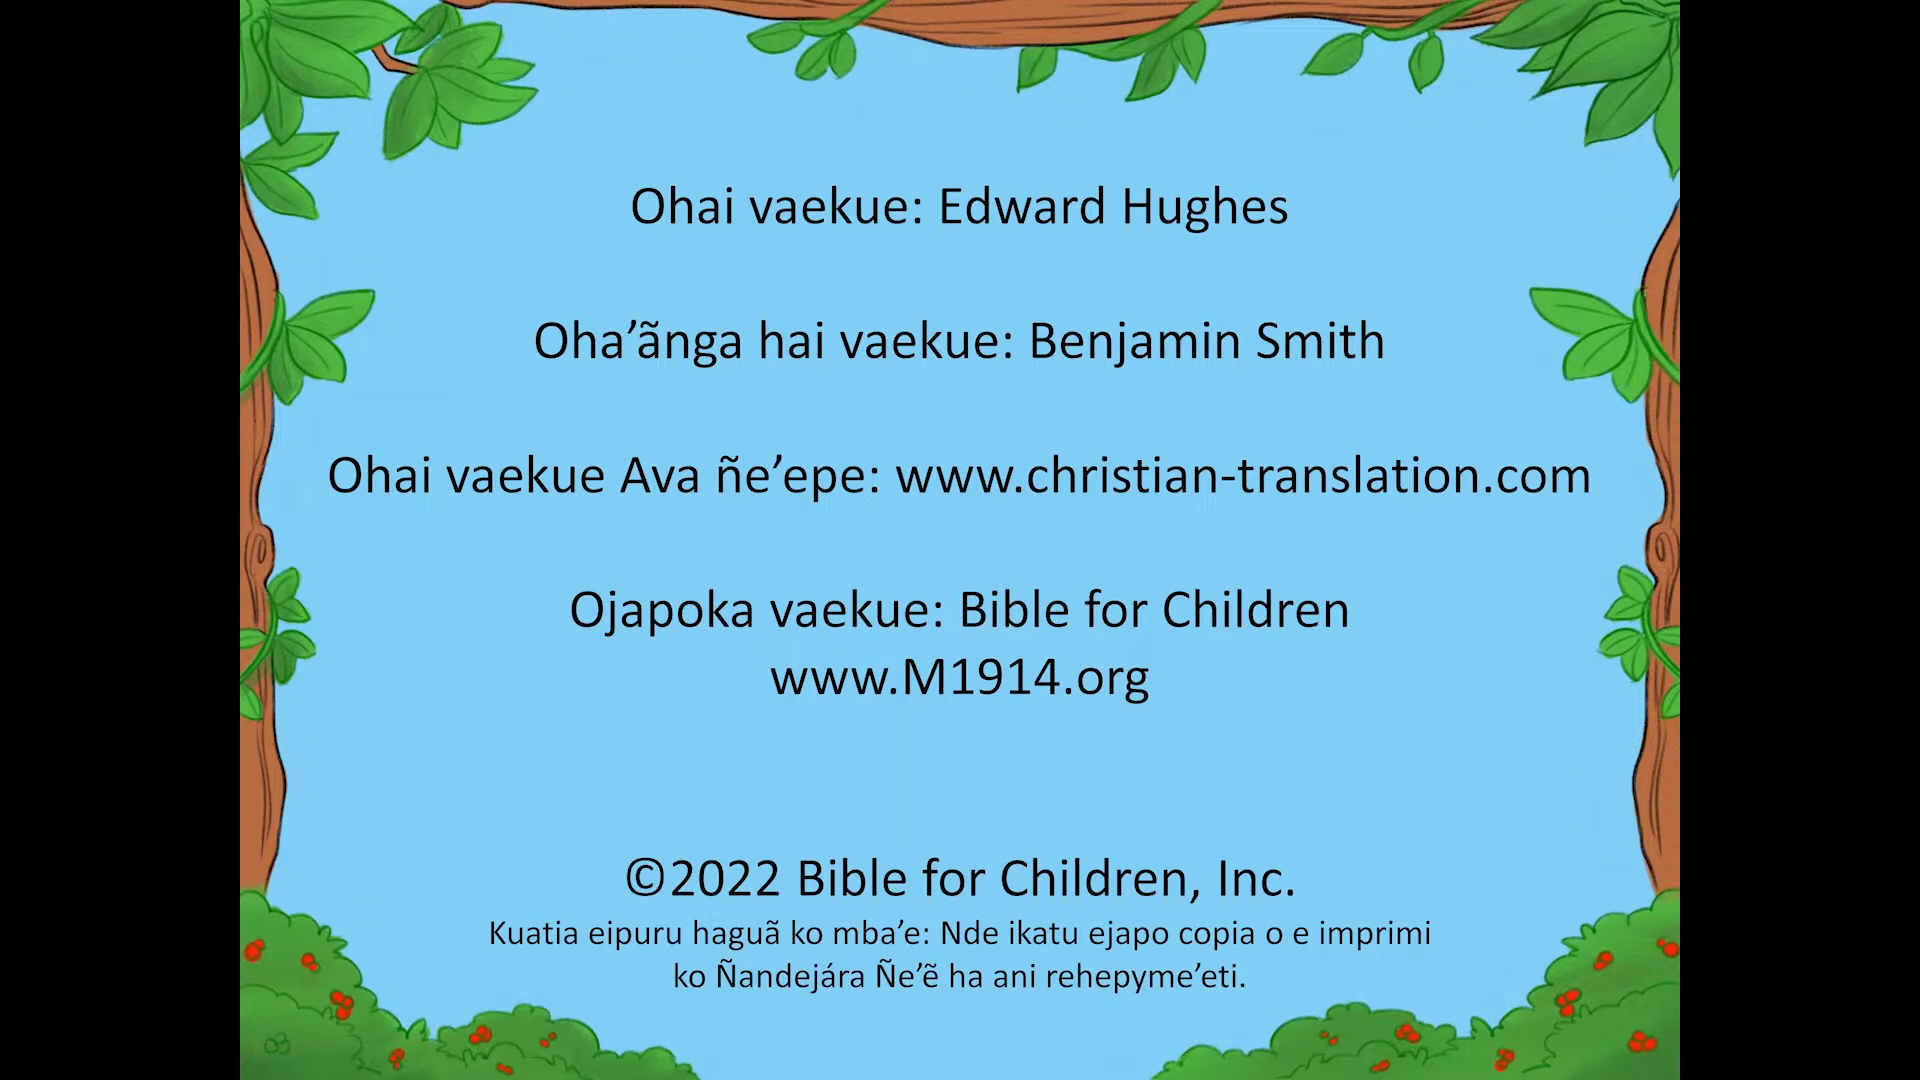 Ohai vaekue: Edward Hughes
Oha’ãnga hai vaekue: Benjamin Smith
Ohai vaekue Ava ñe’epe: www.christian-translation.com
Ojapoka vaekue: Bible for Children
www.M1914.org
©2022 Bible for Children, Inc.
Kuatia eipuru haguã ko mba’e: Nde ikatu ejapo copia o e imprimi
ko Ñandejára Ñe’ẽ ha ani rehepyme’eti.